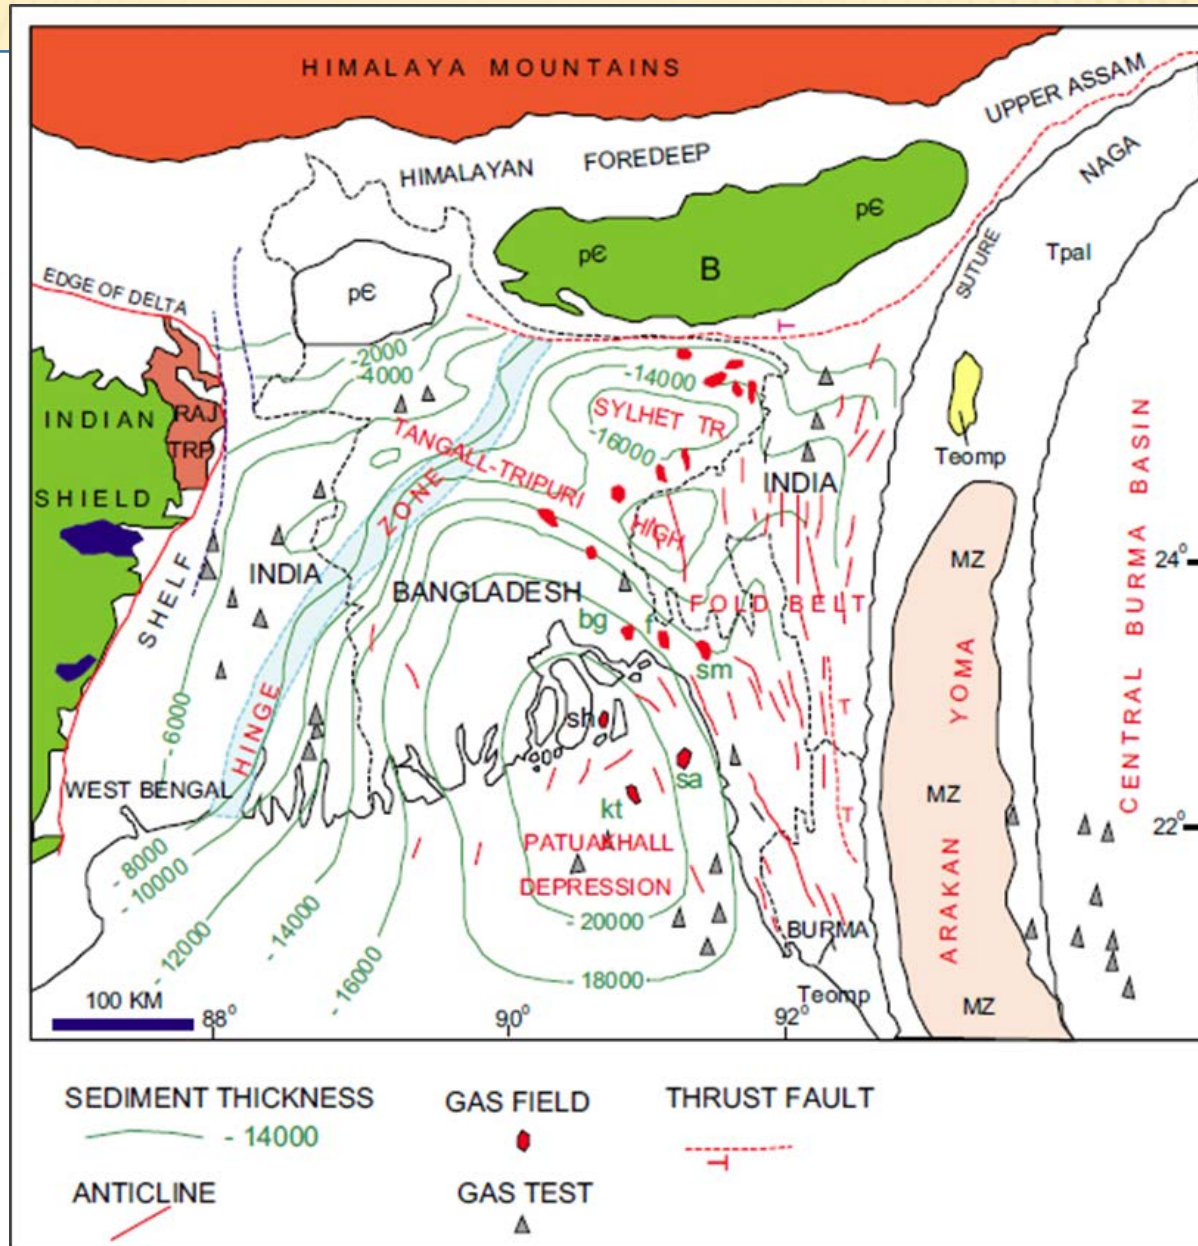 HIMALAYA MOUNTAINS
UPPER ASSAM
HIMALAYAN FOREDEEP
NAGA
pЄ
pЄ
B
Tpal
SUTURE
EDGE OF DELTA
pЄ
-2000
-4000
-14000
INDIAN
SHIELD
RAJ
TRP
SYLHET TR.
-16000
TANGALL-TRIPURI
HIGH
INDIA
Teomp
HINGE ZONE
SHELF
INDIA
BANGLADESH
FOLD BELT
MZ
24°
CENTRAL BURMA BASIN
bg
f
sm
-6000
sh
sa
kt
T
T
T
ARAKAN YOMA
WEST BENGAL
MZ
22°
PATUAKHALL
DEPRESSION
-8000
-10000
-12000
-14000
-16000
-20000
-18000
BURMA
Teomp
MZ
100 KM
88°
90°
92°
SEDIMENT THICKNESS
- 14000
GAS FIELD
THRUST FAULT
ANTICLINE
GAS TEST